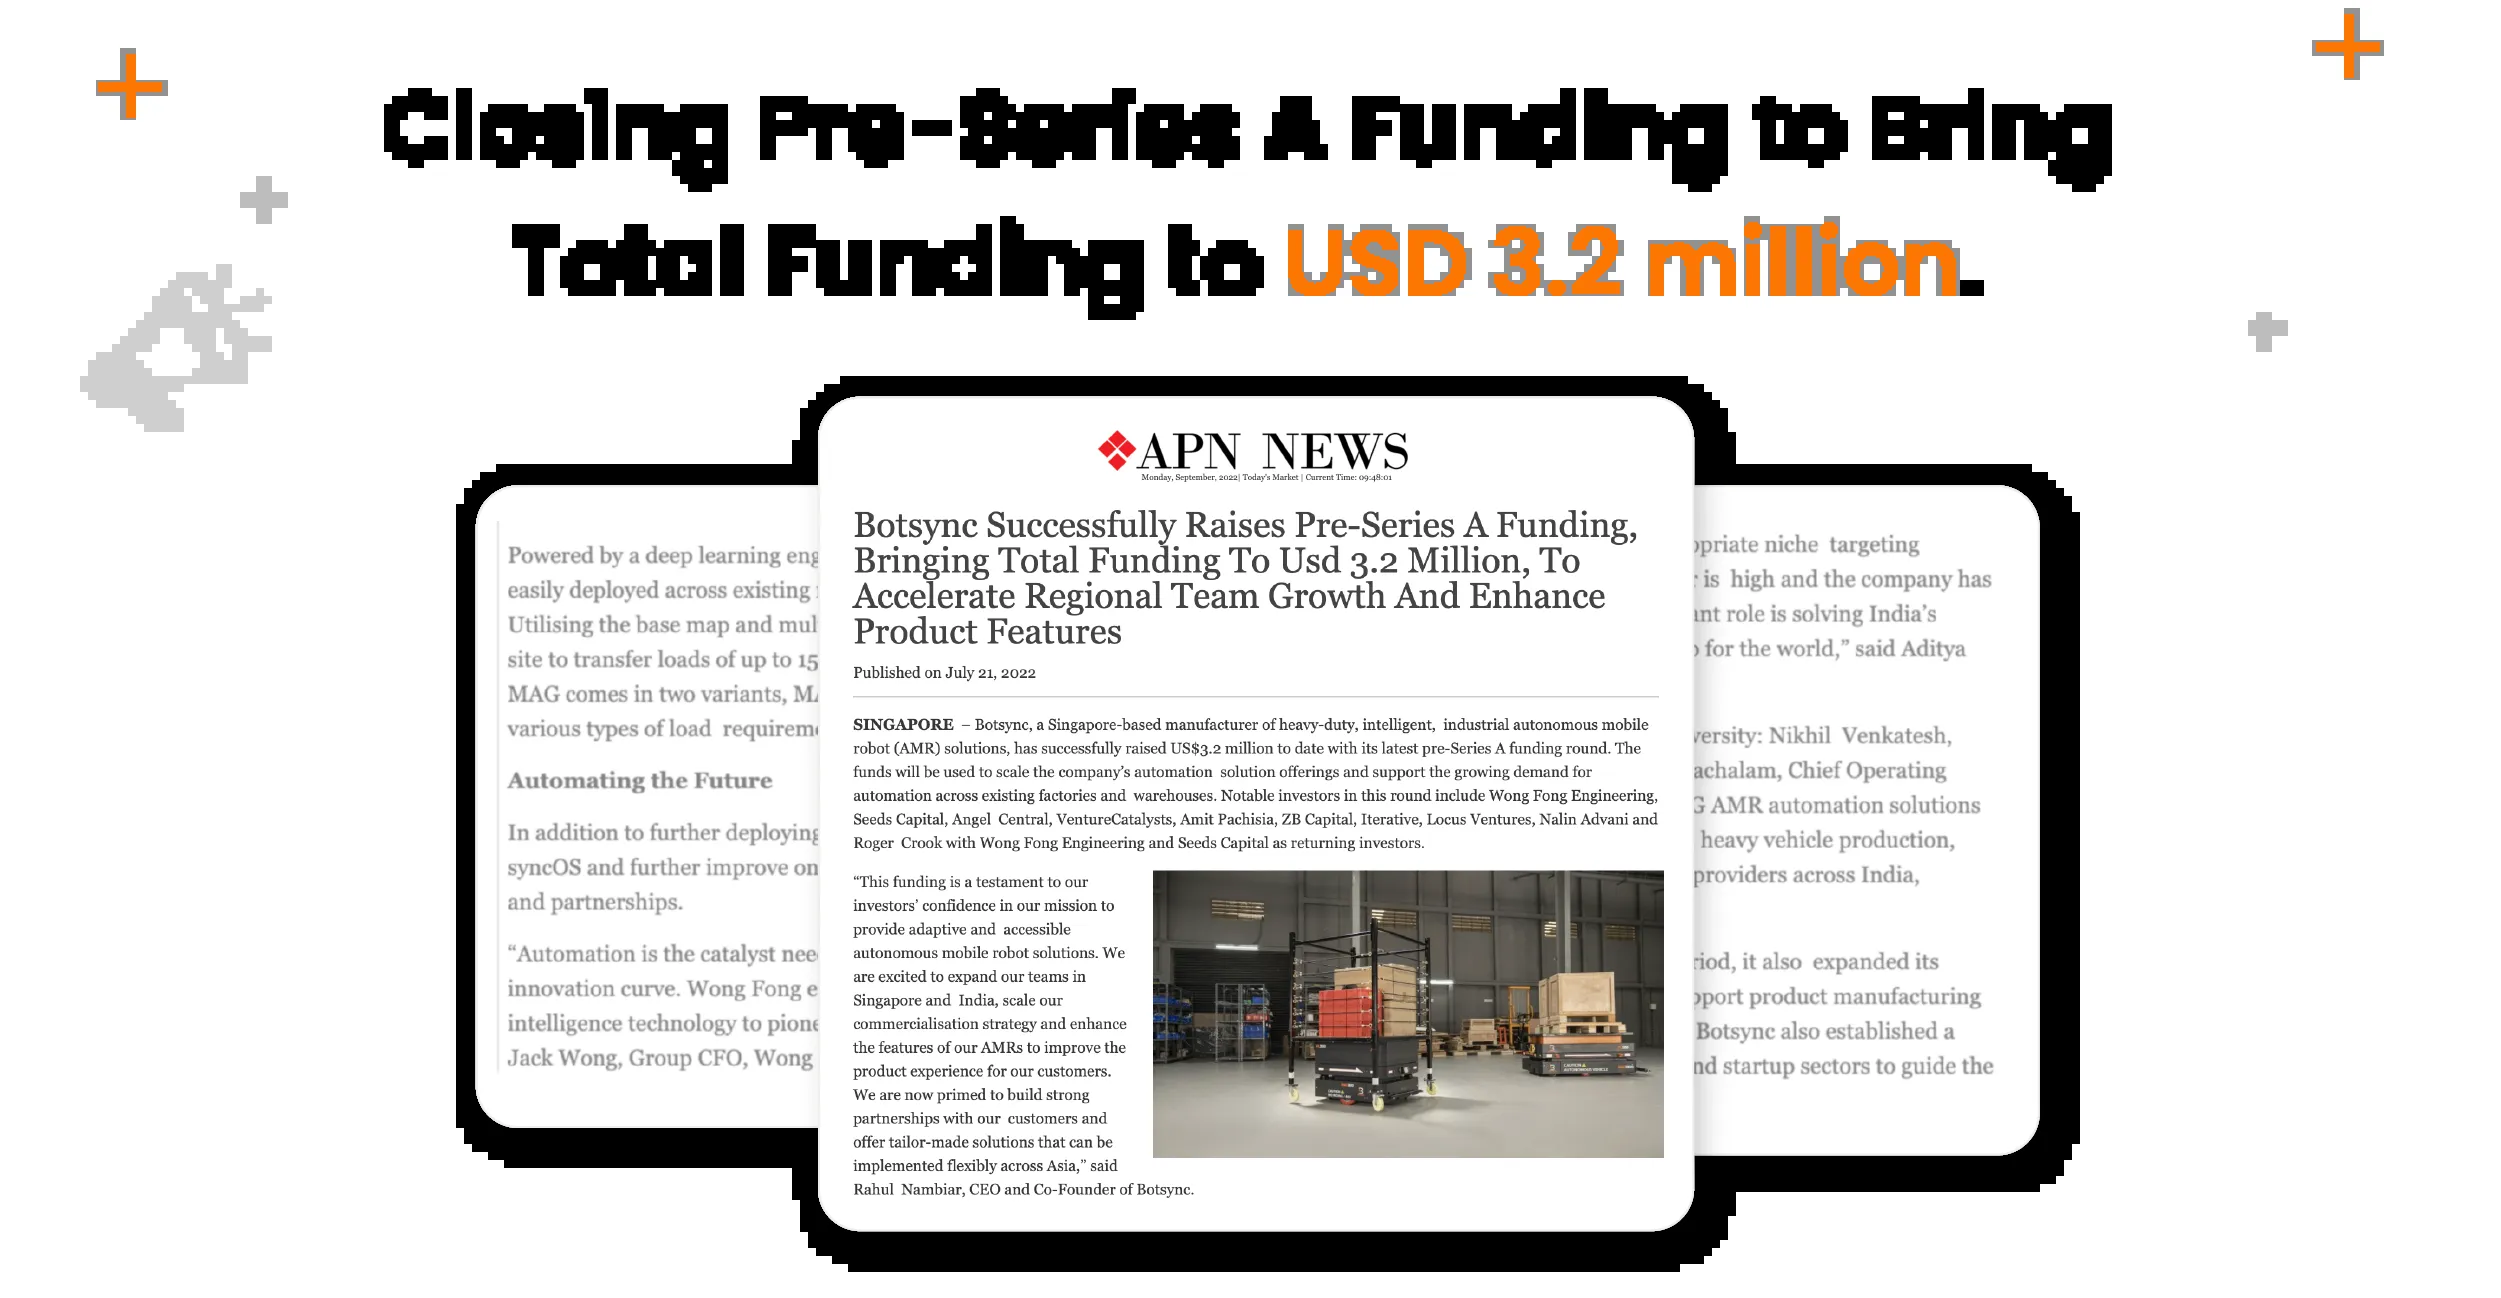 Closing Pre-Series A Funding to Bring
Total Funding to USD 3.2 million.
APN NEWS
Monday, September, 2022| Today's Market | Current Time: 09:48:01
Botsync Successfully Raises Pre-Series A Funding,
Bringing Total Funding To Usd 3.2 Million, To
Accelerate Regional Team Growth And Enhance
Product Features
Published on July 21, 2022
SINGAPORE – Botsync, a Singapore-based manufacturer of heavy-duty, intelligent, industrial autonomous mobile
robot (AMR) solutions, has successfully raised US$3.2 million to date with its latest pre-Series A funding round. The
funds will be used to scale the company's automation solution offerings and support the growing demand for
automation across existing factories and warehouses. Notable investors in this round include Wong Fong Engineering,
Seeds Capital, Angel Central, VentureCatalysts, Amit Pachisia, ZB Capital, Iterative, Locus Ventures, Nalin Advani and
Roger Crook with Wong Fong Engineering and Seeds Capital as returning investors.
“This funding is a testament to our
investors’ confidence in our mission to
provide adaptive and accessible
autonomous mobile robot solutions. We
are excited to expand our teams in
Singapore and India, scale our
commercialisation strategy and enhance
the features of our AMRs to improve the
product experience for our customers.
We are now primed to build strong
partnerships with our customers and
offer tailor-made solutions that can be
implemented flexibly across Asia,” said
Rahul Nambiar, CEO and Co-Founder of Botsync.
Powered by a deep learning eng
easily deployed across existing
Utilising the base map and mul
site to transfer loads of up to 15
MAG comes in two variants, MA
various types of load requirem
Automating the Future
In addition to further deploying
syncOS and further improve on
and partnerships.
“Automation is the catalyst nee
innovation curve. Wong Fong e
intelligence technology to pione
Jack Wong, Group CFO, Wong
opriate niche targeting
is high and the company has
ant role is solving India’s
for the world,” said Aditya
versity: Nikhil Venkatesh,
achalam, Chief Operating
G AMR automation solutions
heavy vehicle production,
providers across India,
riod, it also expanded its
pport product manufacturing
Botsync also established a
nd startup sectors to guide the